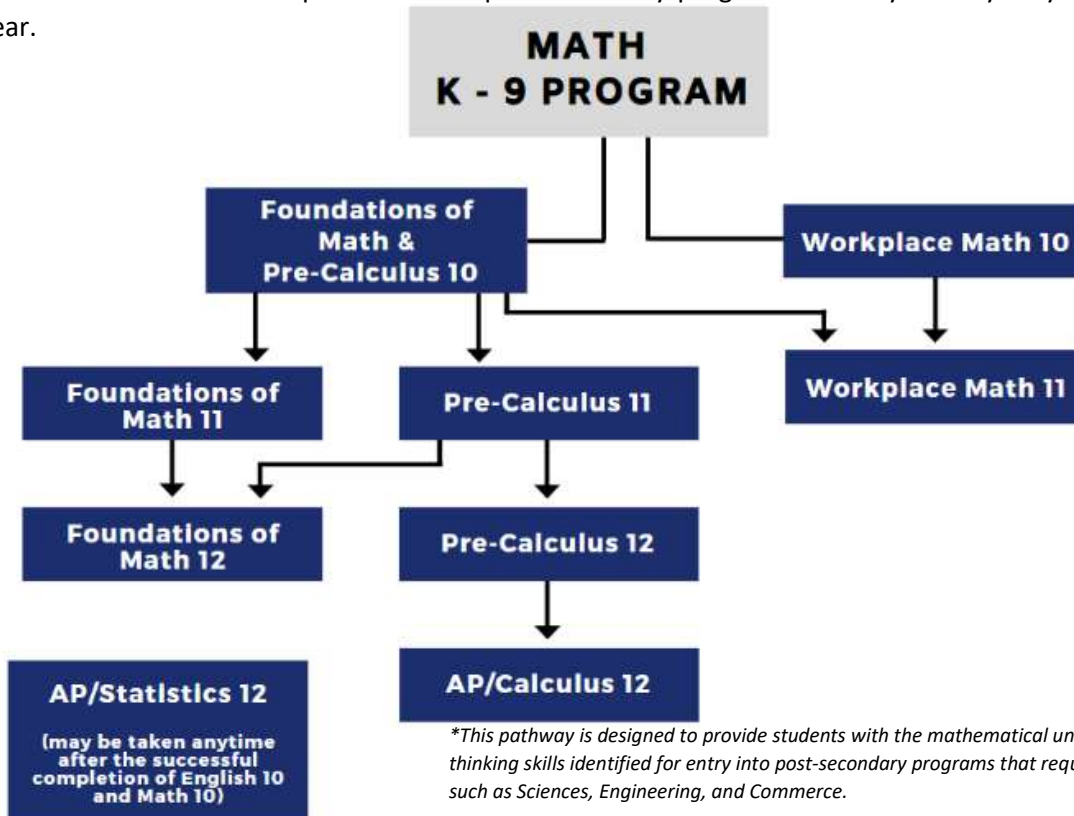 ear.
MATH
K - 9 PROGRAM
Foundations of
Math &
Pre-Calculus 10
Workplace Math 10
Foundations of
Math 11
Pre-Calculus 11
Workplace Math 11
Foundations of
Math 12
Pre-Calculus 12
AP/Statistics 12
(may be taken anytime
after the successful
completion of English 10
and Math 10)
AP/Calculus 12
*This pathway is designed to provide students with the mathematical un
thinking skills identified for entry into post-secondary programs that requ
such as Sciences, Engineering, and Commerce.